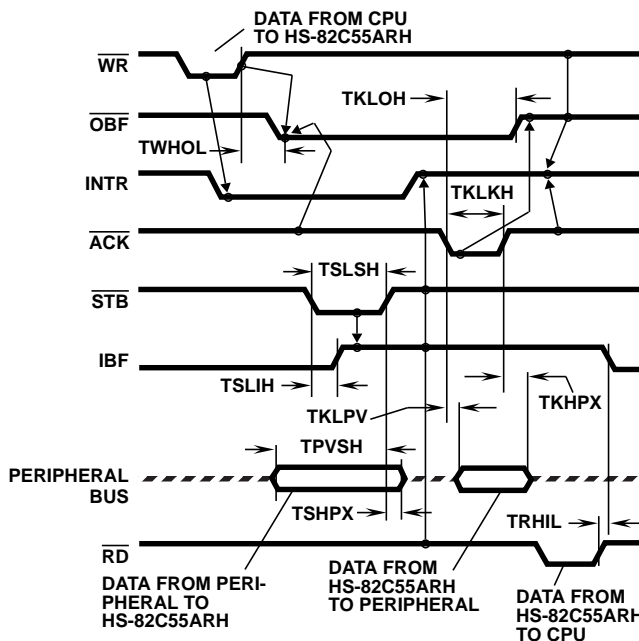 DATA FROM CPU
TO HS-82C55ARH
WR
TKLOH
OBF
TWHOL
INTR
TKLKH
ACK
TSLSH
STB
IBF
TSLIH
TKLPV
TKHPX
TPVSH
PERIPHERAL
BUS
TSHPX
TRHIL
RD
DATA FROM PERI-
PHERAL TO
HS-82C55ARH
DATA FROM
HS-82C55ARH
TO PERIPHERAL
DATA FROM
HS-82C55ARH
TO CPU